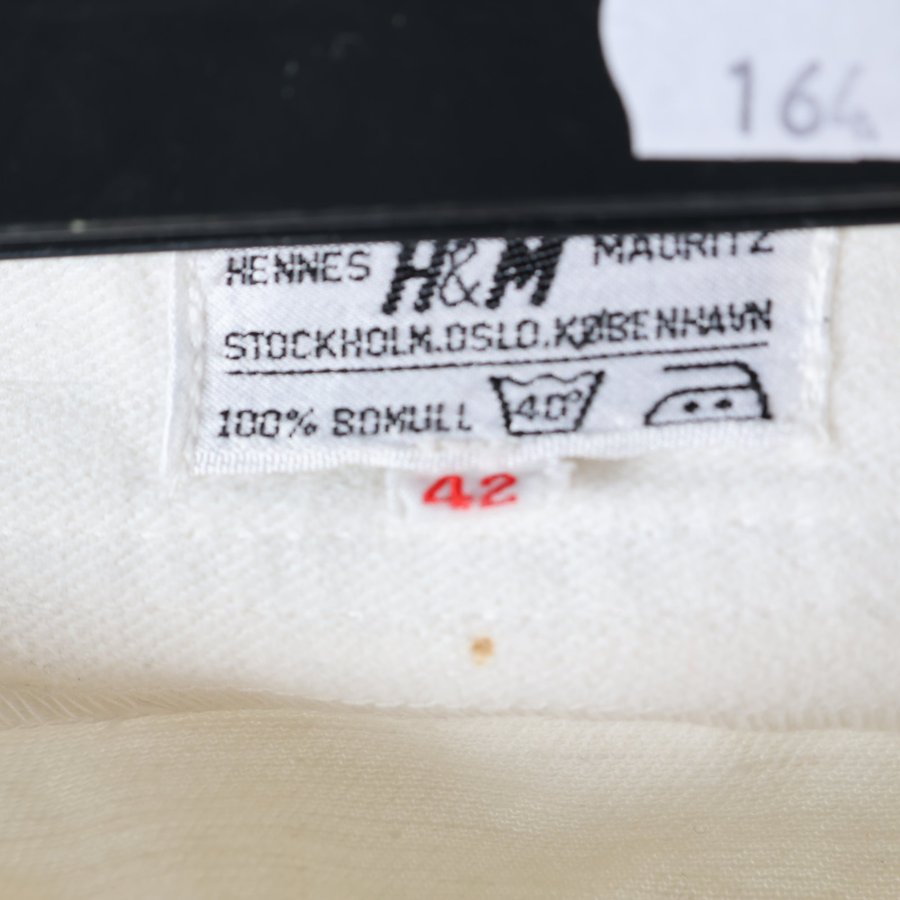 164
HENNES H&M MAURITZ
STOCKHOLM.OSLO.KØBENHAVN
100% BOMULL 40°
42